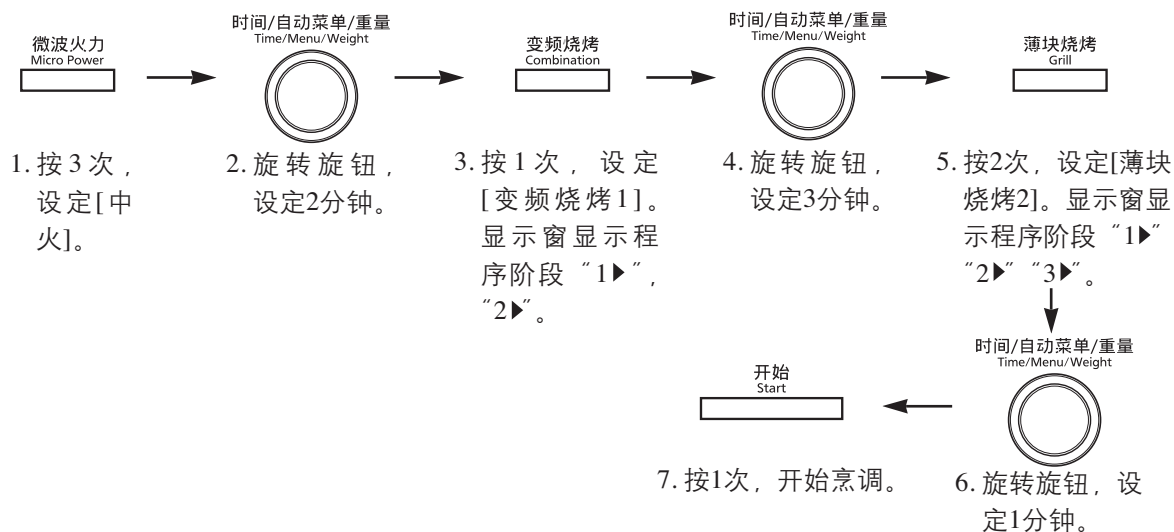 微波火力
Micro Power
时间/自动菜单/重量
Time/Menu/Weight
变频烧烤
Combination
时间/自动菜单/重量
Time/Menu/Weight
薄块烧烤
Grill
1. 按 3 次，
设 定 [ 中
火]。
2. 旋 转 旋 钮，
设定2分钟。
3. 按 1 次， 设 定
[ 变 频 烧 烤 1 ]。
显 示 窗 显 示 程
序阶段 “1▶”，
“2▶”。
4. 旋转旋钮，
设定3分钟。
5. 按2次，设定[薄块
烧烤2]。显示窗显
示程序阶段 “1▶”
“2▶” “3▶”。
时间/自动菜单/重量
Time/Menu/Weight
6. 旋转旋钮，设
定1分钟。
开始
Start
7. 按1次，开始烹调。